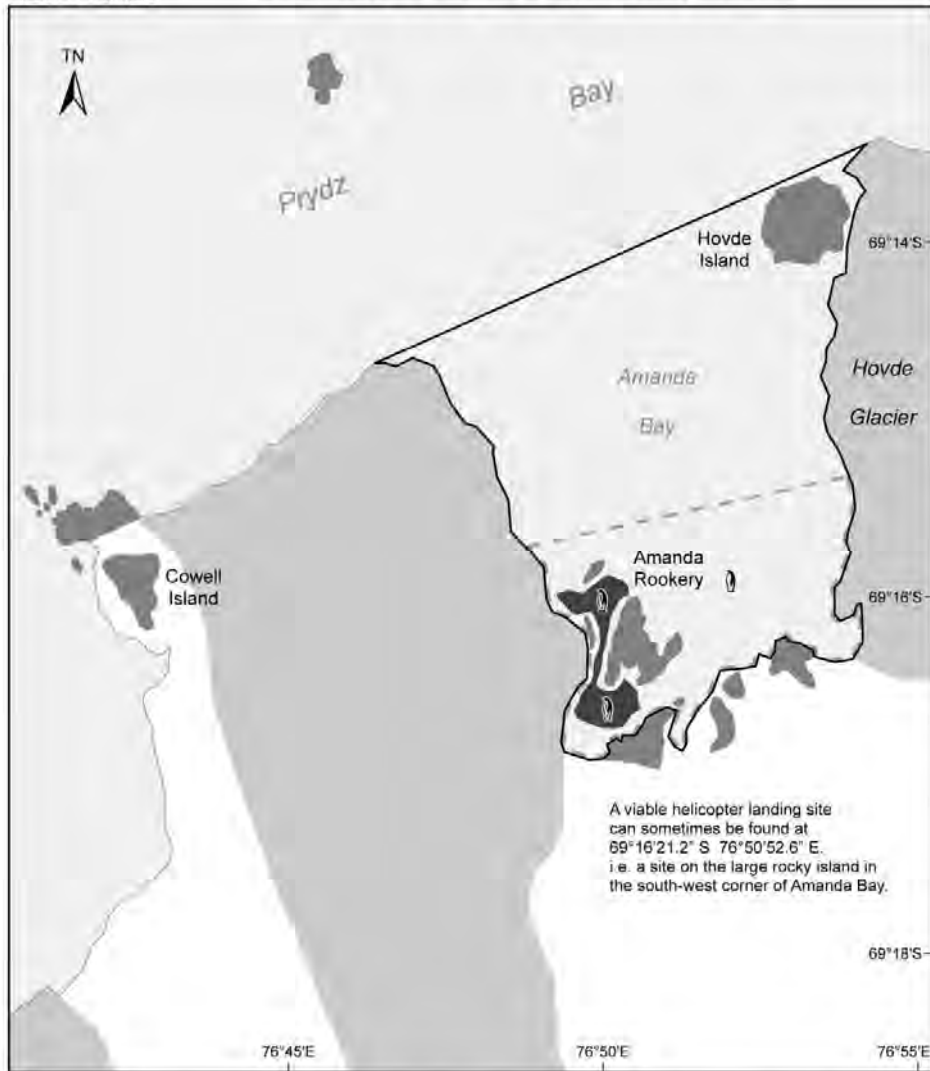 TN
Bay
Prydz
Hovde
Island
69°14'S
Amanda
Bay
Hovde
Glacier
Amanda
Rookery
Cowell
Island
69°16'S
A viable helicopter landing site
can sometimes be found at
69°16'21.2" S 76°50'52.6" E.
i.e. a site on the large rocky island in
the south-west corner of Amanda Bay.
69°18'S
76°45'E
76°50'E
76°55'E